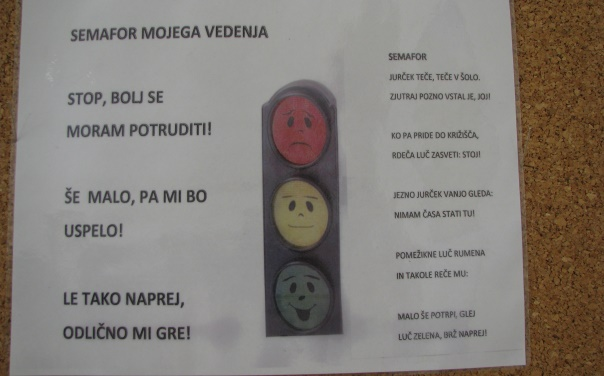 SEMAFOR MOJEGA VEDENJA
STOP, BOLJ SE
MORAM POTRUDITI!
ŠE MALO, PA MI BO
USPELO!
LE TAKO NAPREJ,
ODLIČNO MI GRE!
SEMAFOR
JURČEK TEČE, TEČE V ŠOLO.
ZJUTRAJ POZNO VSTAL JE, JOJ!
KO PA PRIDE DO KRIŽIŠČA,
RDEČA LUČ ZASVETI: STOJ!
JEZNO JURČEK VANJO GLEDA:
NIMAM ČASA STATI TU!
POMEŽIKNE LUČ RUMENA
IN TAKOLE REČE MU:
MALO ŠE POTRPI, GLEJ
LUČ ZELENA, BRŽ NAPREJ!